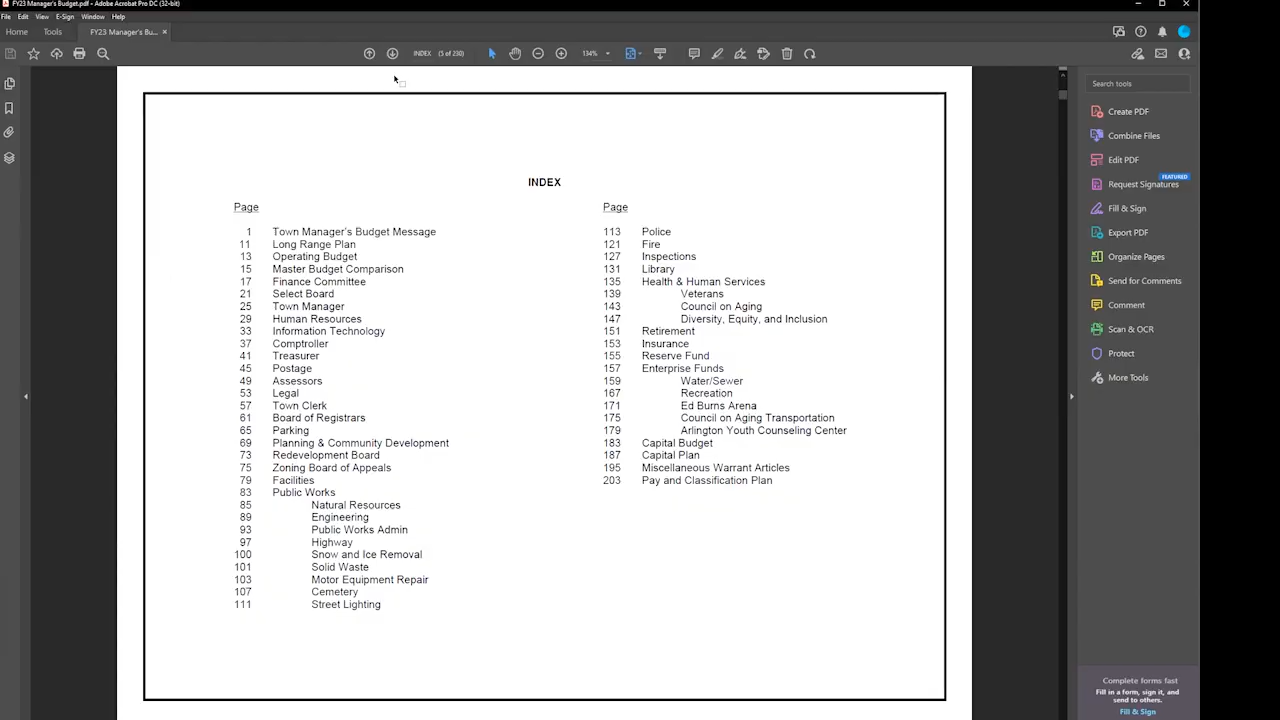 FY23 Manager's Budget.pdf - Adobe Acrobat Pro DC (32-bit)
File Edit View E-Sign Window Help
Home Tools FY23 Manager's Bu... ×
INDEX (5 of 230) 134%
Search tools
Create PDF
Combine Files
Edit PDF
FEATURED
Request Signatures
Fill & Sign
Export PDF
Organize Pages
Send for Comments
Comment
Scan & OCR
Protect
More Tools
Complete forms fast
Fill in a form, sign it, and
send to others.
Fill & Sign
INDEX
Page
1 Town Manager's Budget Message
11 Long Range Plan
13 Operating Budget
15 Master Budget Comparison
17 Finance Committee
21 Select Board
25 Town Manager
29 Human Resources
33 Information Technology
37 Comptroller
41 Treasurer
45 Postage
49 Assessors
53 Legal
57 Town Clerk
61 Board of Registrars
65 Parking
69 Planning & Community Development
73 Redevelopment Board
75 Zoning Board of Appeals
79 Facilities
83 Public Works
85 Natural Resources
89 Engineering
93 Public Works Admin
97 Highway
100 Snow and Ice Removal
101 Solid Waste
103 Motor Equipment Repair
107 Cemetery
111 Street Lighting
Page
113 Police
121 Fire
127 Inspections
131 Library
135 Health & Human Services
139 Veterans
143 Council on Aging
147 Diversity, Equity, and Inclusion
151 Retirement
153 Insurance
155 Reserve Fund
157 Enterprise Funds
159 Water/Sewer
167 Recreation
171 Ed Burns Arena
175 Council on Aging Transportation
179 Arlington Youth Counseling Center
183 Capital Budget
187 Capital Plan
195 Miscellaneous Warrant Articles
203 Pay and Classification Plan